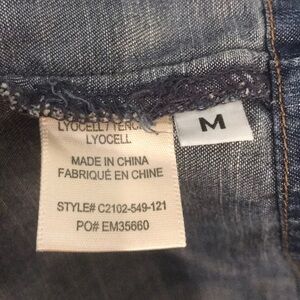 LYOCELL / TENCEL
LYOCELL
MADE IN CHINA
FABRIQUÉ EN CHINE
STYLE# C2102-549-121
PO# EM35660
M